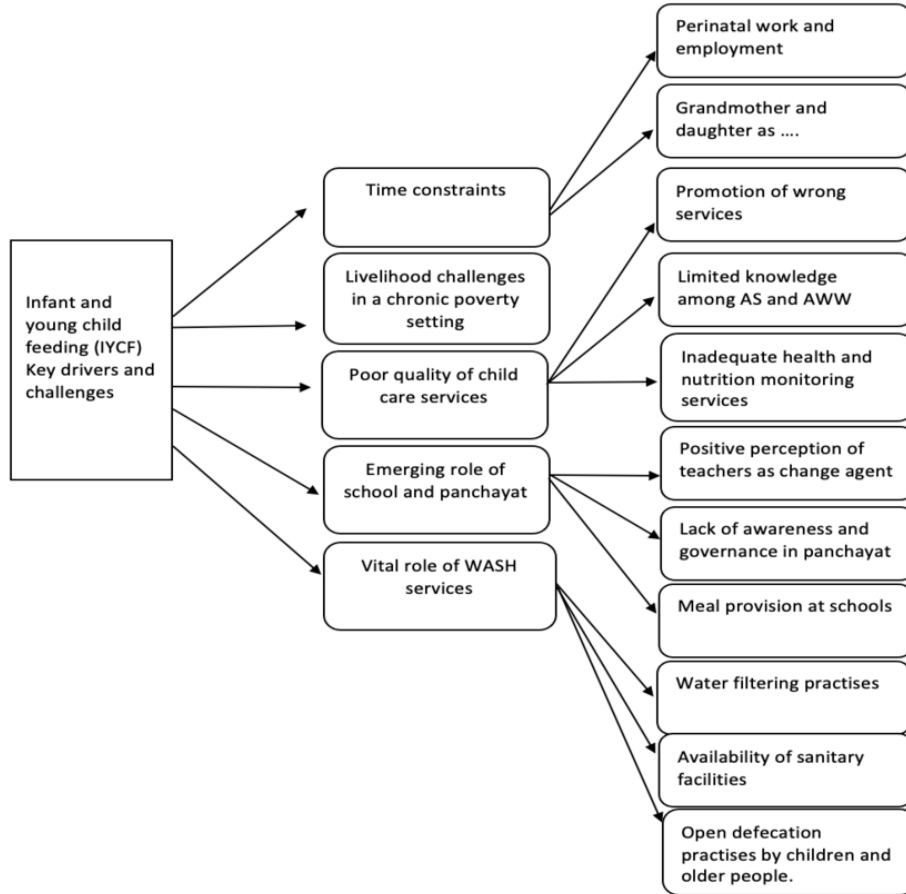 Infant and
young child
feeding (IYCF)
Key drivers and
challenges
Time constraints
Livelihood challenges
in a chronic poverty
setting
Poor quality of child
care services
Emerging role of
school and panchayat
Vital role of WASH
services
Perinatal work and
employment
Grandmother and
daughter as ....
Promotion of wrong
services
Limited knowledge
among AS and AWW
Inadequate health and
nutrition monitoring
services
Positive perception of
teachers as change agent
Lack of awareness and
governance in panchayat
Meal provision at schools
Water filtering practises
Availability of sanitary
facilities
Open defecation
practises by children and
older people.